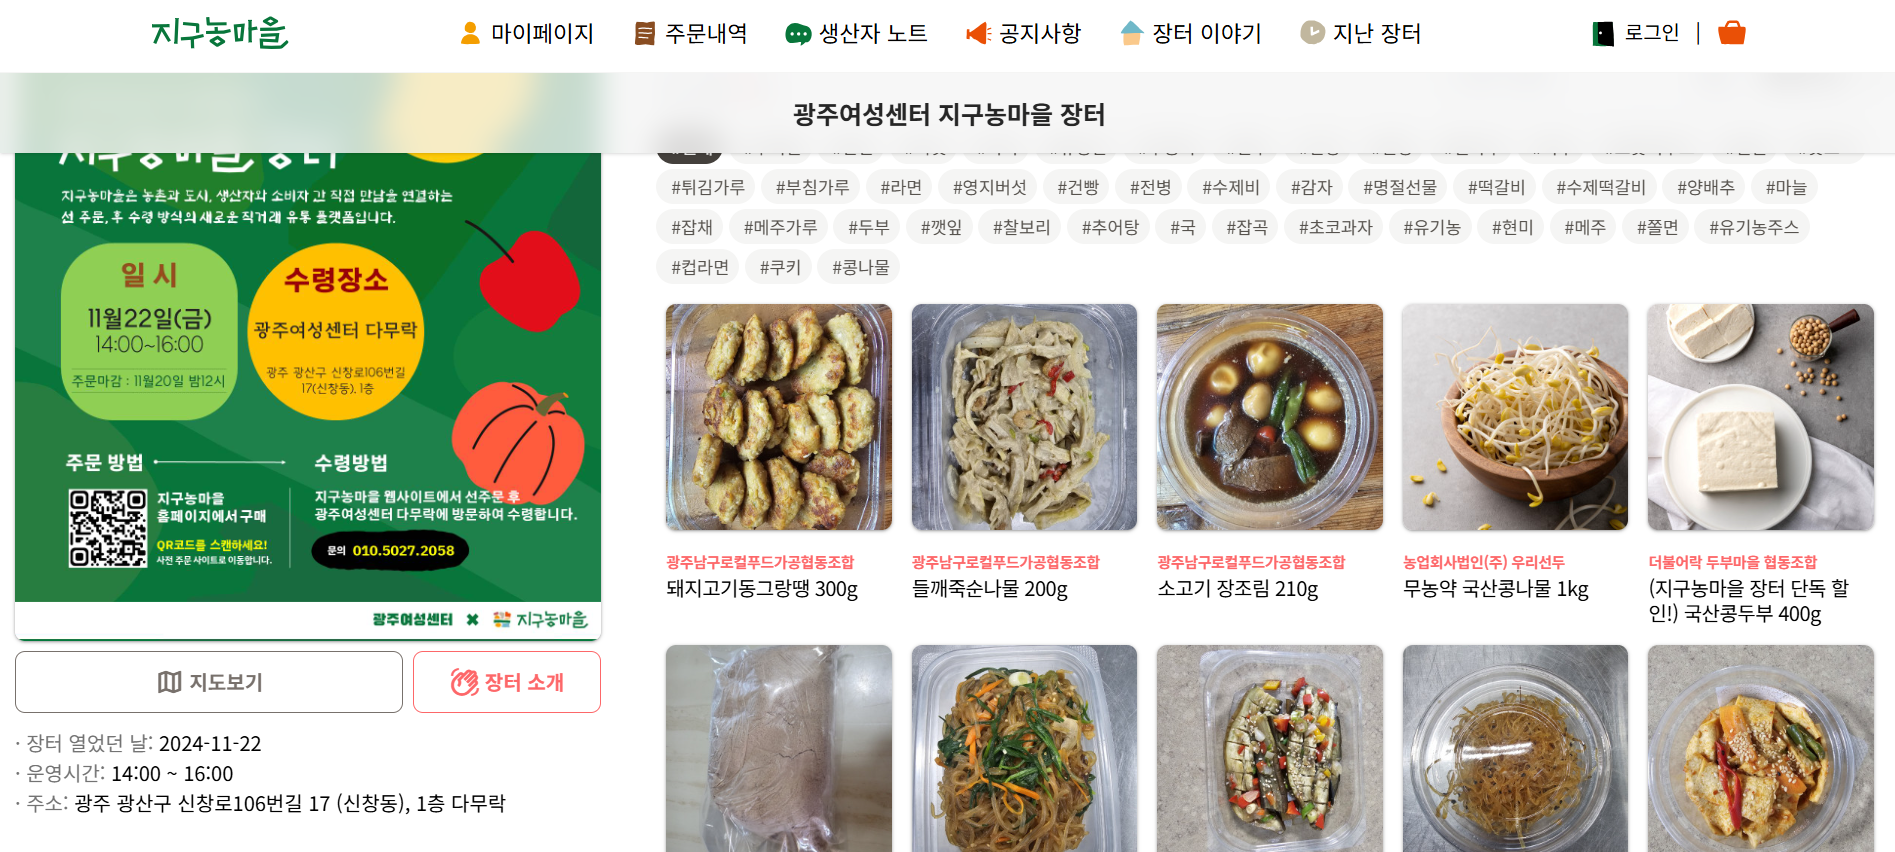 지구농마을
마이페이지 주문내역 생산자 노트 공지사항 장터 이야기 지난 장터 로그인 |
광주여성센터 지구농마을 장터
지구농마을 장터
지구농마을은 농촌과 도시, 생산자와 소비자 간 직접 만남을 연결하는
선 주문, 후 수령 방식의 새로운 직거래 유통 플랫폼입니다.
일 시
11월22일(금)
14:00~16:00
주문마감 : 11월20일 밤12시
수령장소
광주여성센터 다무락
광주 광산구 신창로106번길
17(신창동). 1층
주문 방법
지구농마을
홈페이지에서 구매
QR코드를 스캔하세요!
사전 주문 사이트로 이동합니다.
수령방법
지구농마을 웹사이트에서 선주문 후
광주여성센터 다무락에 방문하여 수령합니다.
문의 010.5027.2058
광주여성센터 ✖ 지구농마을
지도보기
장터 소개
· 장터 열었던 날: 2024-11-22
· 운영시간: 14:00 ~ 16:00
· 주소: 광주 광산구 신창로106번길 17 (신창동), 1층 다무락
#튀김가루 #부침가루 #라면 #영지버섯 #건빵 #전병 #수제비 #감자 #명절선물 #떡갈비 #수제떡갈비 #양배추 #마늘
#잡채 #메주가루 #두부 #깻잎 #찰보리 #추어탕 #국 #잡곡 #초코과자 #유기농 #현미 #메주 #쫄면 #유기농주스
#컵라면 #쿠키 #콩나물
광주남구로컬푸드가공협동조합
돼지고기동그랑땡 300g
광주남구로컬푸드가공협동조합
들깨죽순나물 200g
광주남구로컬푸드가공협동조합
소고기 장조림 210g
농업회사법인(주) 우리선두
무농약 국산콩나물 1kg
더불어락 두부마을 협동조합
(지구농마을 장터 단독 할
인!) 국산콩두부 400g